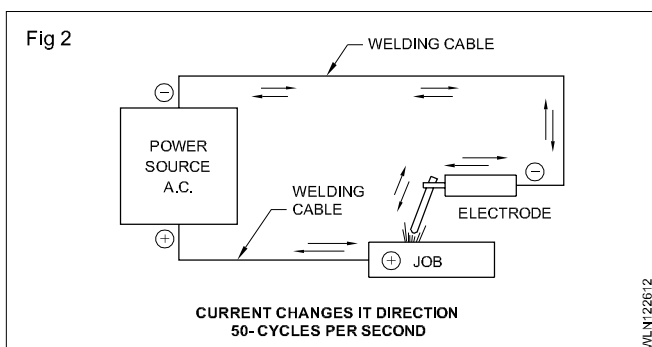 Fig 2
WELDING CABLE
−
POWER
SOURCE
A.C.
WELDING
CABLE
−
ELECTRODE
+
+ JOB
CURRENT CHANGES IT DIRECTION
50- CYCLES PER SECOND
WLN122612